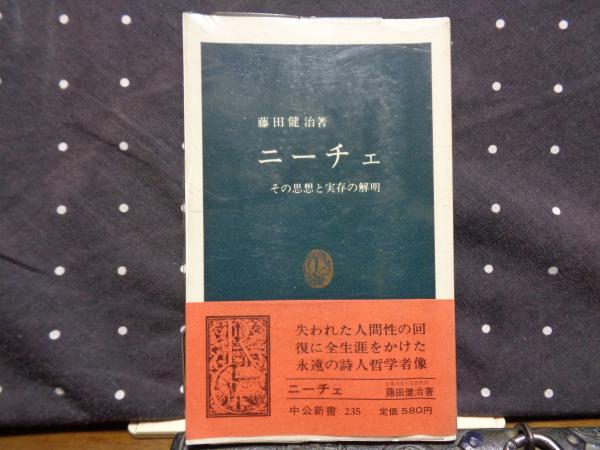 藤田健治著
ニーチェ
その思想と実存の解明
失われた人間性の回
復に全生涯をかけた
永遠の詩人哲学者像
ニーチェ
藤田健治著
中公新書 235 定価 580円